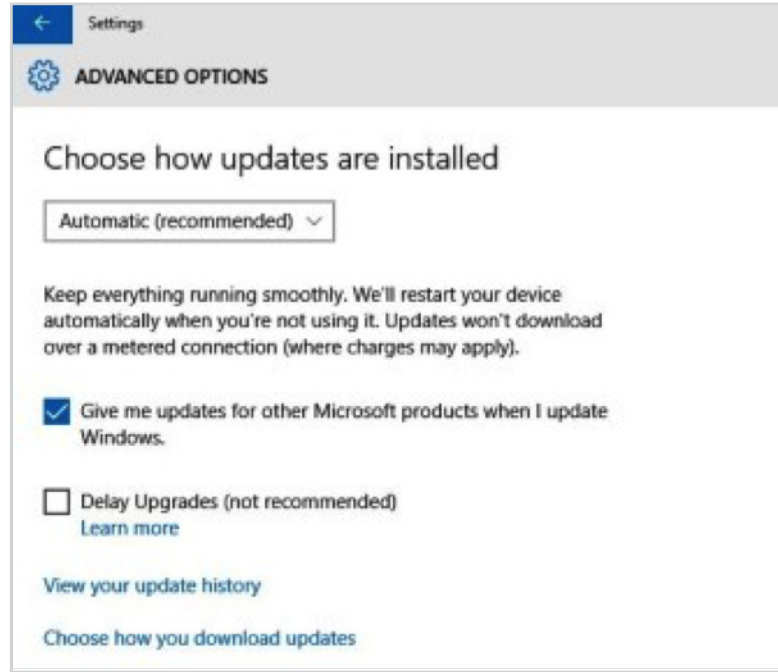 Settings
ADVANCED OPTIONS
Choose how updates are installed
Automatic (recommended)
Keep everything running smoothly. We'll restart your device
automatically when you're not using it. Updates won't download
over a metered connection (where charges may apply).
Give me updates for other Microsoft products when I update
Windows.
Delay Upgrades (not recommended)
Learn more
View your update history
Choose how you download updates